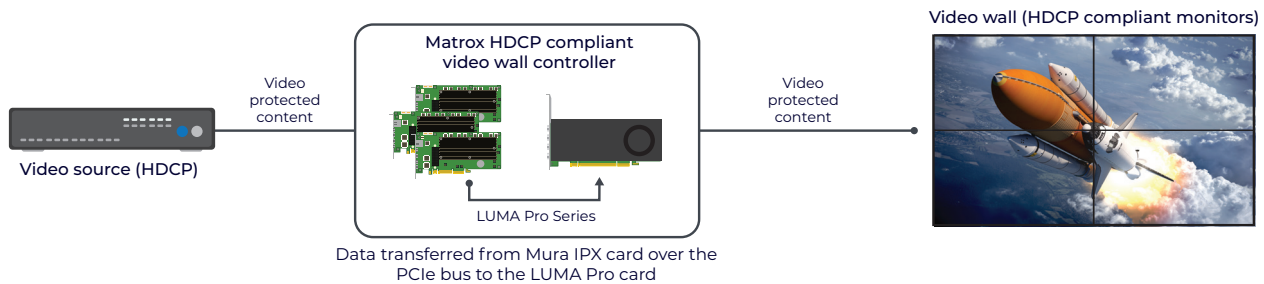 Video source (HDCP)
Video
protected
content
Matrox HDCP compliant
video wall controller
LUMA Pro Series
Data transferred from Mura IPX card over the
PCIe bus to the LUMA Pro card
Video
protected
content
Video wall (HDCP compliant monitors)